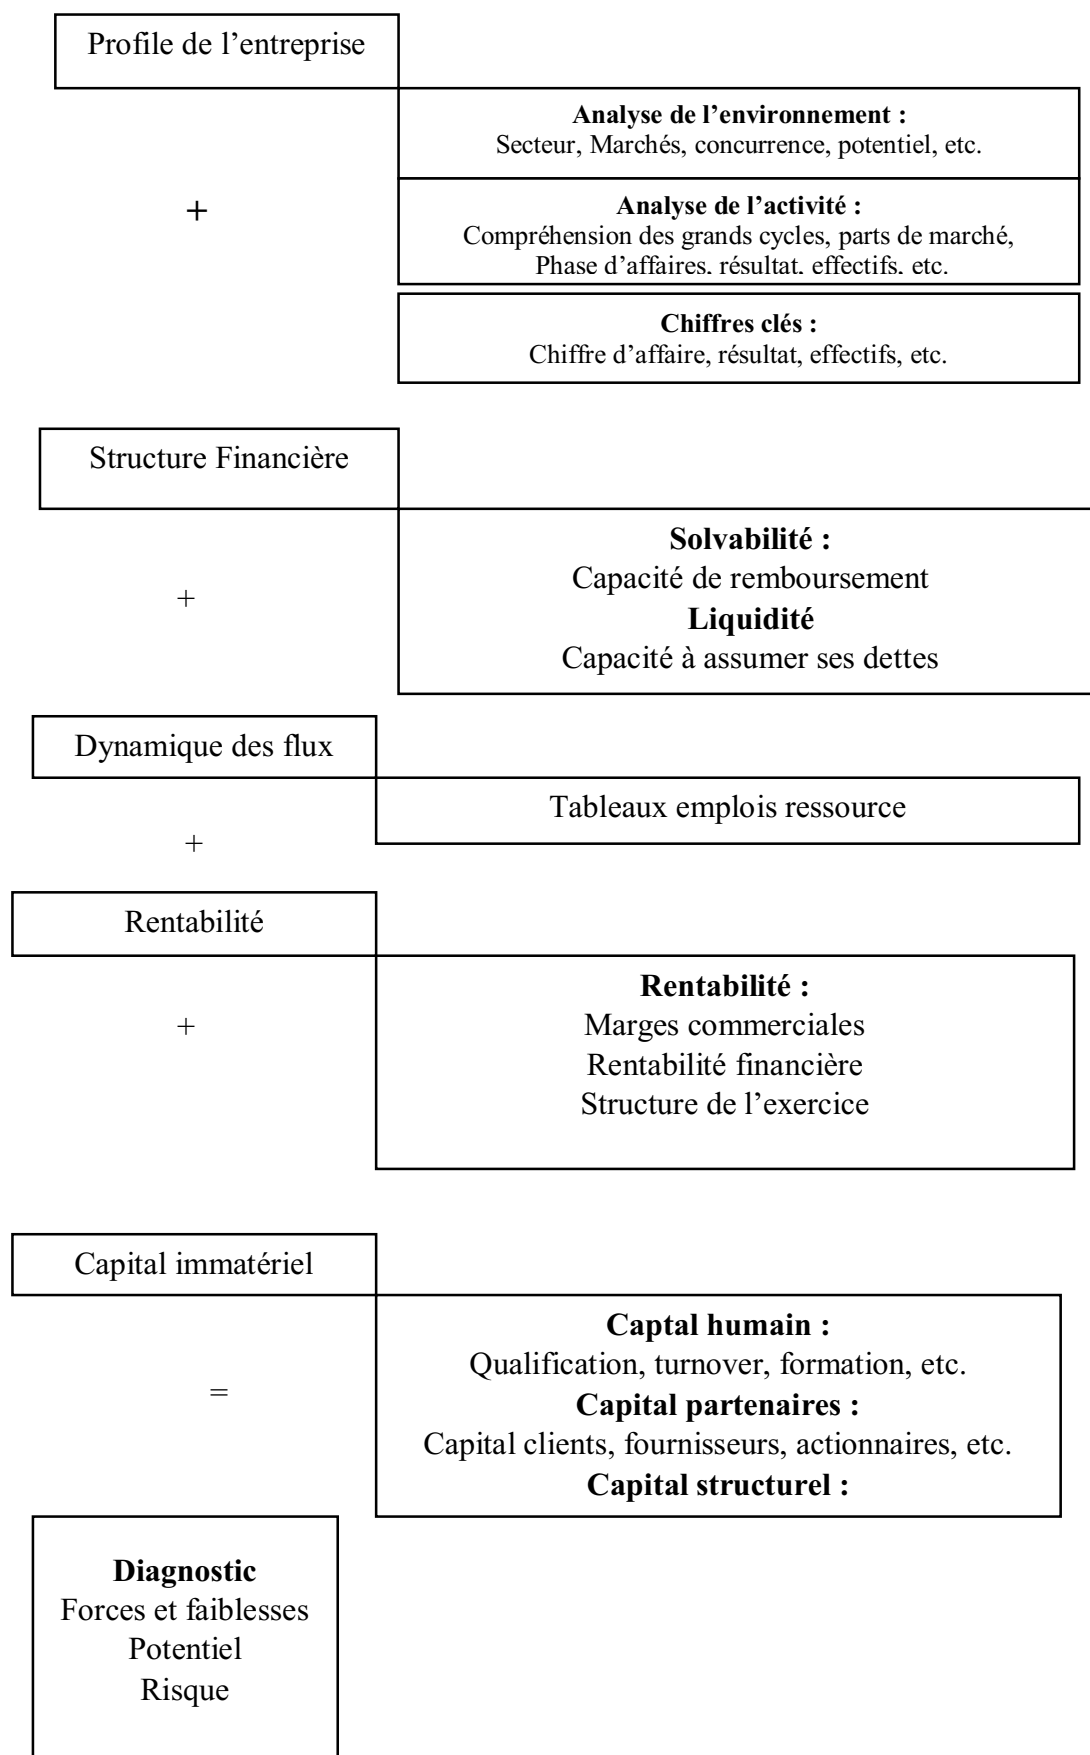 Profile de l’entreprise
Analyse de l’environnement :
Secteur, Marchés, concurrence, potentiel, etc.
+
Analyse de l’activité :
Compréhension des grands cycles, parts de marché,
Phase d’affaires, résultat, effectifs, etc.
Chiffres clés :
Chiffre d’affaire, résultat, effectifs, etc.
Structure Financière
Solvabilité :
Capacité de remboursement
+
Liquidité
Capacité à assumer ses dettes
Dynamique des flux
Tableaux emplois ressource
+
Rentabilité
Rentabilité :
+
Marges commerciales
Rentabilité financière
Structure de l’exercice
Capital immatériel
Captal humain :
Qualification, turnover, formation, etc.
=
Capital partenaires :
Capital clients, fournisseurs, actionnaires, etc.
Capital structurel :
Diagnostic
Forces et faiblesses
Potentiel
Risque